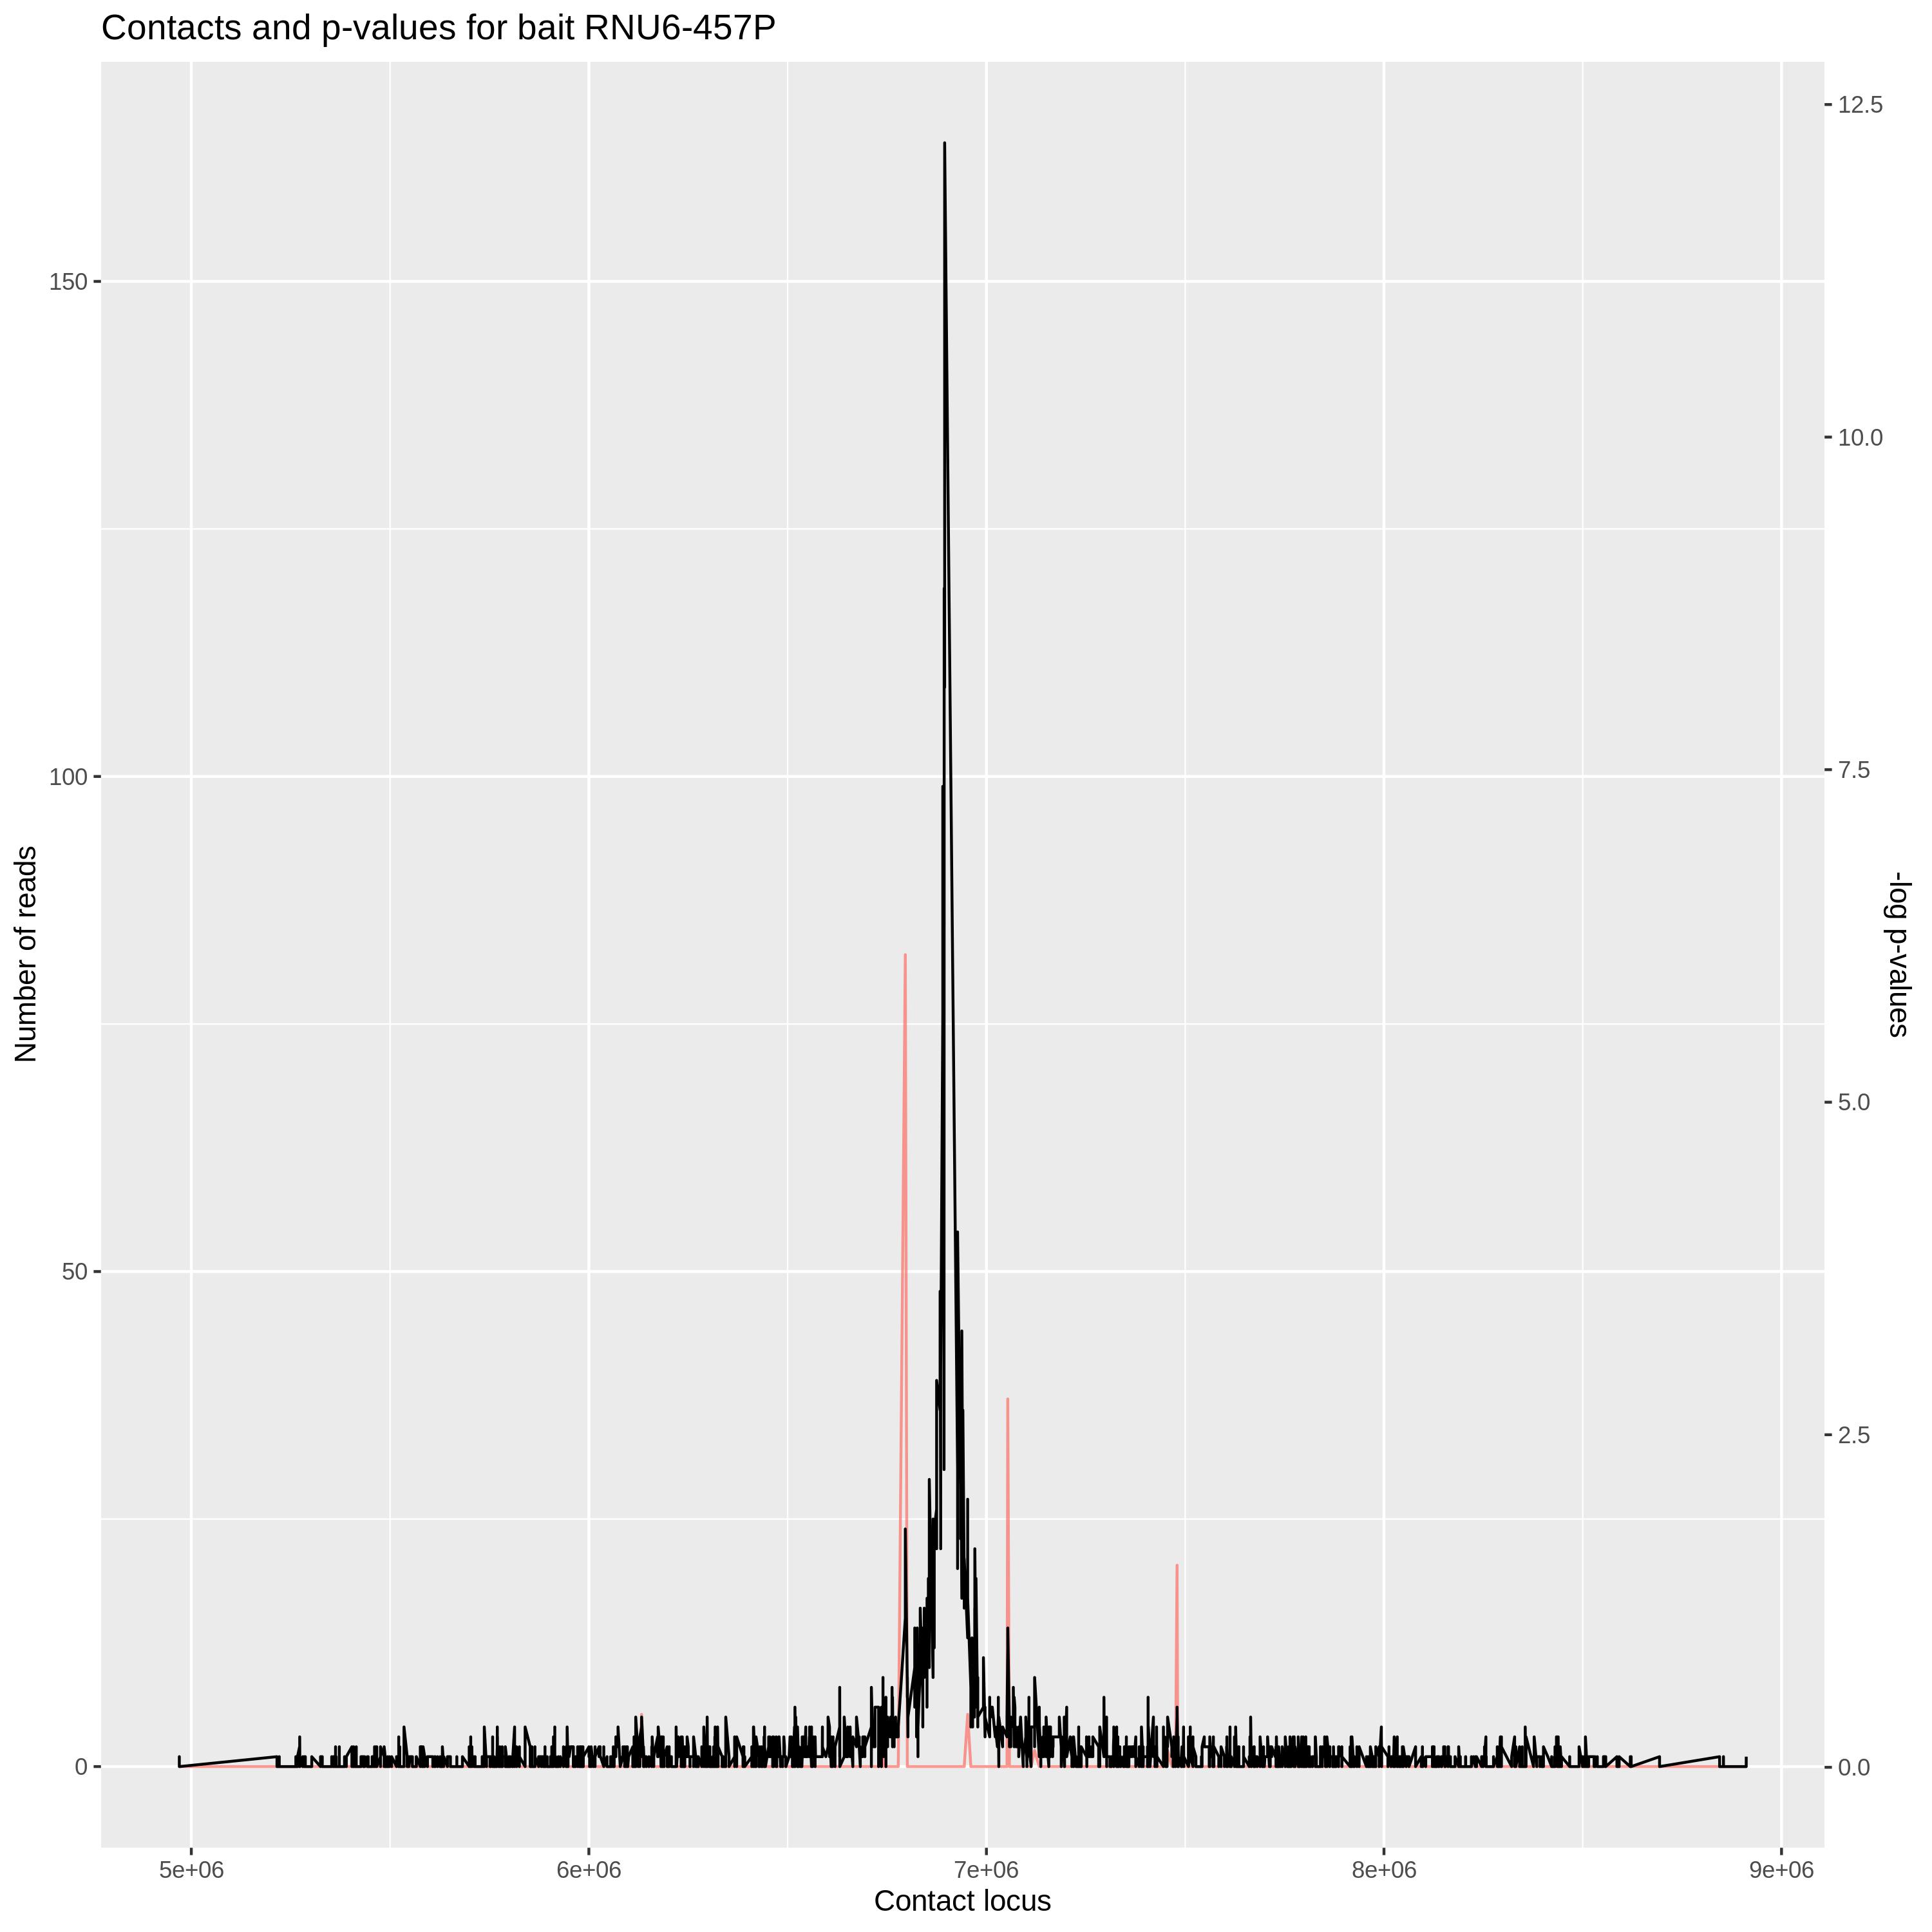 Contacts and p-values for bait RNU6-457P
150
100
50
0
Number of reads
12.5
10.0
7.5
5.0
2.5
0.0
-log p-values
5e+06 6e+06 7e+06 8e+06 9e+06
Contact locus